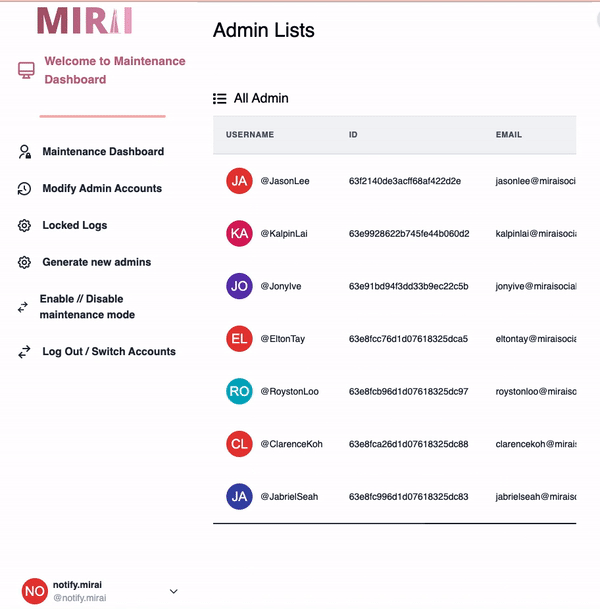 MIRAI
Welcome to Maintenance
Dashboard
Maintenance Dashboard
Modify Admin Accounts
Locked Logs
Generate new admins
Enable // Disable
maintenance mode
Log Out / Switch Accounts
NO notify.mirai
@notify.mirai
Admin Lists
All Admin
USERNAME ID EMAIL
JA @JasonLee 63f2140de3acff68af422d2e jasonlee@miraisoci
KA @KalpinLai 63e9928622b745fe44b060d2 kalpinlai@miraisocia
JO @JonyIve 63e91bd94f3dd33b9ec22c5b jonyive@miraisocial
EL @EltonTay 63e8fcc76d1d07618325dca5 eltontay@miraisocia
RO @RoystonLoo 63e8fcb96d1d07618325dc97 roystonloo@miraiso
CL @ClarenceKoh 63e8fca26d1d07618325dc88 clarencekoh@mirais
JA @JabrielSeah 63e8fc996d1d07618325dc83 jabrielseah@miraiso